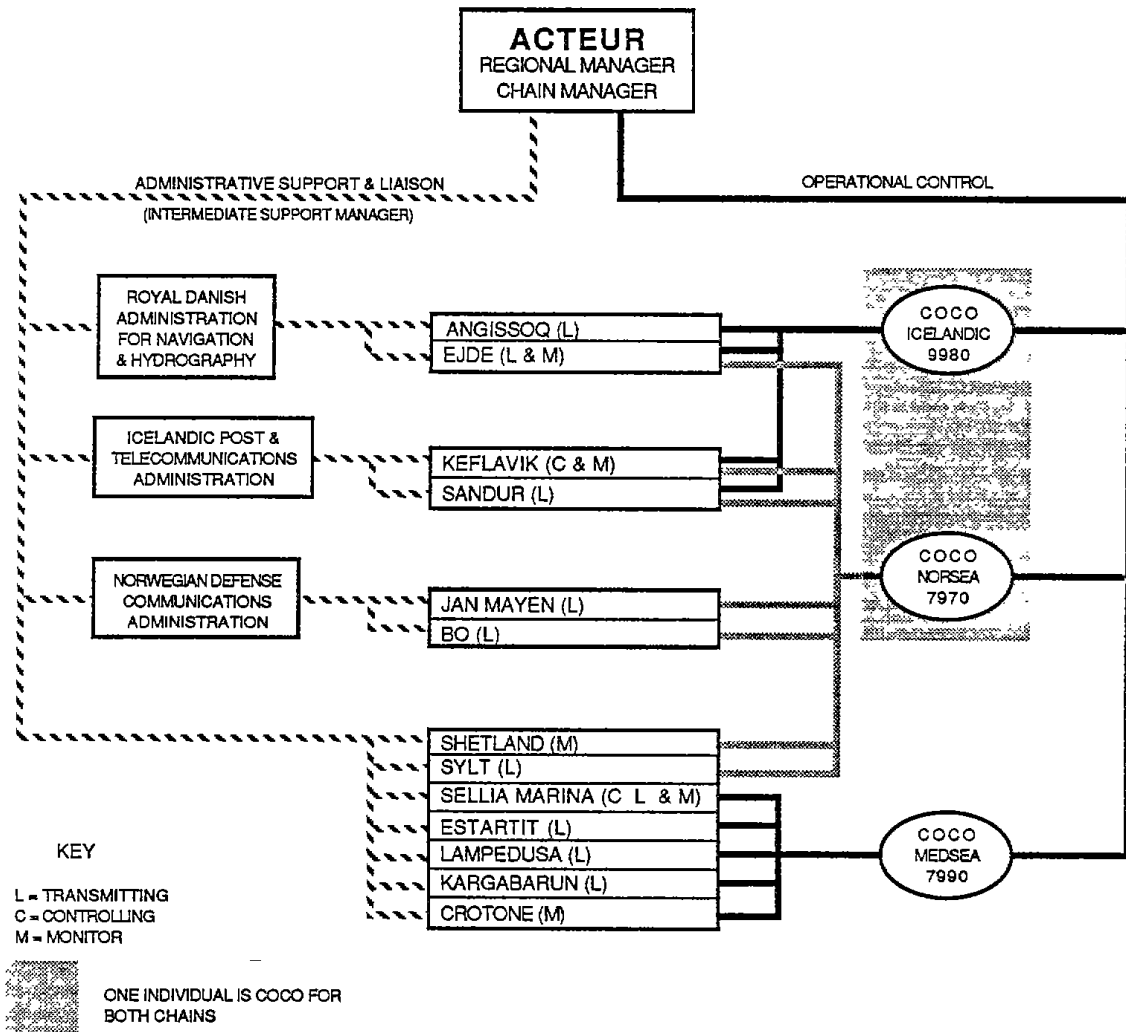 ACTEUR
REGIONAL MANAGER
CHAIN MANAGER
ADMINISTRATIVE SUPPORT & LIAISON
(INTERMEDIATE SUPPORT MANAGER)
OPERATIONAL CONTROL
ROYAL DANISH
ADMINISTRATION
FOR NAVIGATION
& HYDROGRAPHY
ANGISSOQ (L)
EJDE (L & M)
COCO
ICELANDIC
9980
ICELANDIC POST &
TELECOMMUNICATIONS
ADMINISTRATION
KEFLAVIK (C & M)
SANDUR (L)
NORWEGIAN DEFENSE
COMMUNICATIONS
ADMINISTRATION
JAN MAYEN (L)
BO (L)
COCO
NORSEA
7970
SHETLAND (M)
SYLT (L)
SELLIA MARINA (C L & M)
ESTARTIT (L)
LAMPEDUSA (L)
KARGABARUN (L)
CROTONE (M)
COCO
MEDSEA
7990
KEY
L = TRANSMITTING
C = CONTROLLING
M = MONITOR
ONE INDIVIDUAL IS COCO FOR
BOTH CHAINS